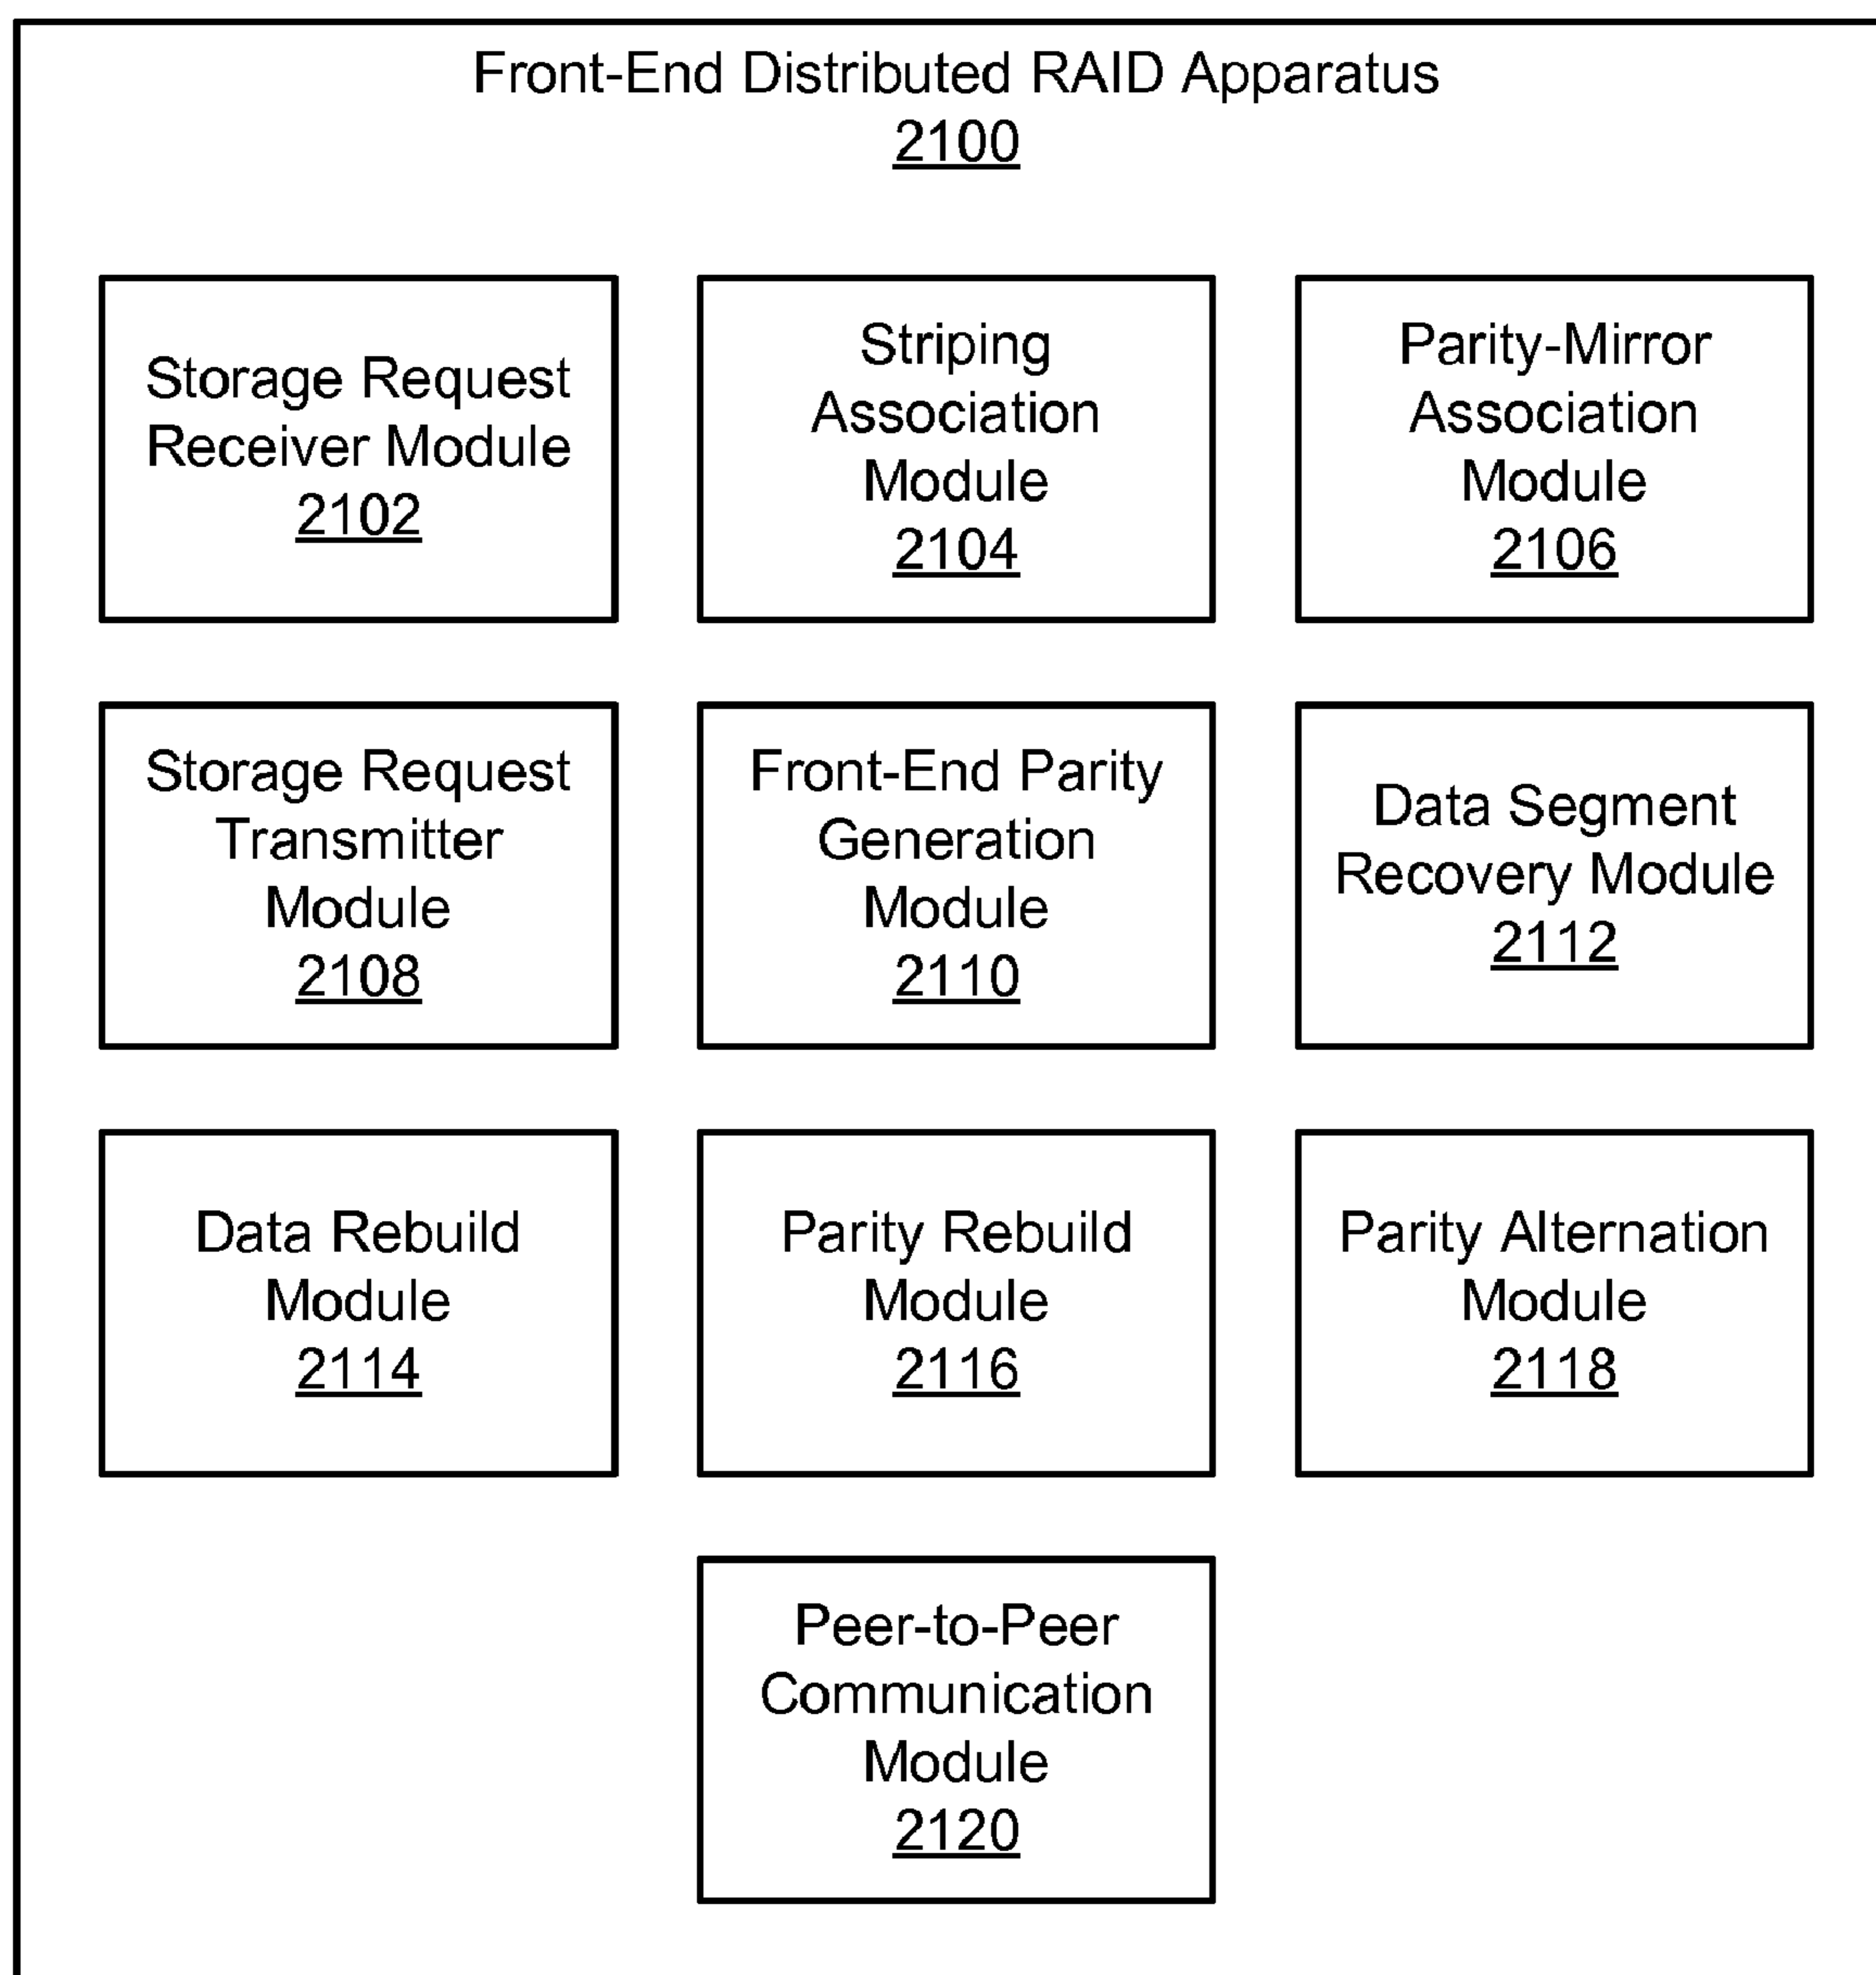 Front-End Distributed RAID Apparatus
2100
Storage Request
Receiver Module
2102
Striping
Association
Module
2104
Parity-Mirror
Association
Module
2106
Storage Request
Transmitter
Module
2108
Front-End Parity
Generation
Module
2110
Data Segment
Recovery Module
2112
Data Rebuild
Module
2114
Parity Rebuild
Module
2116
Parity Alternation
Module
2118
Peer-to-Peer
Communication
Module
2120